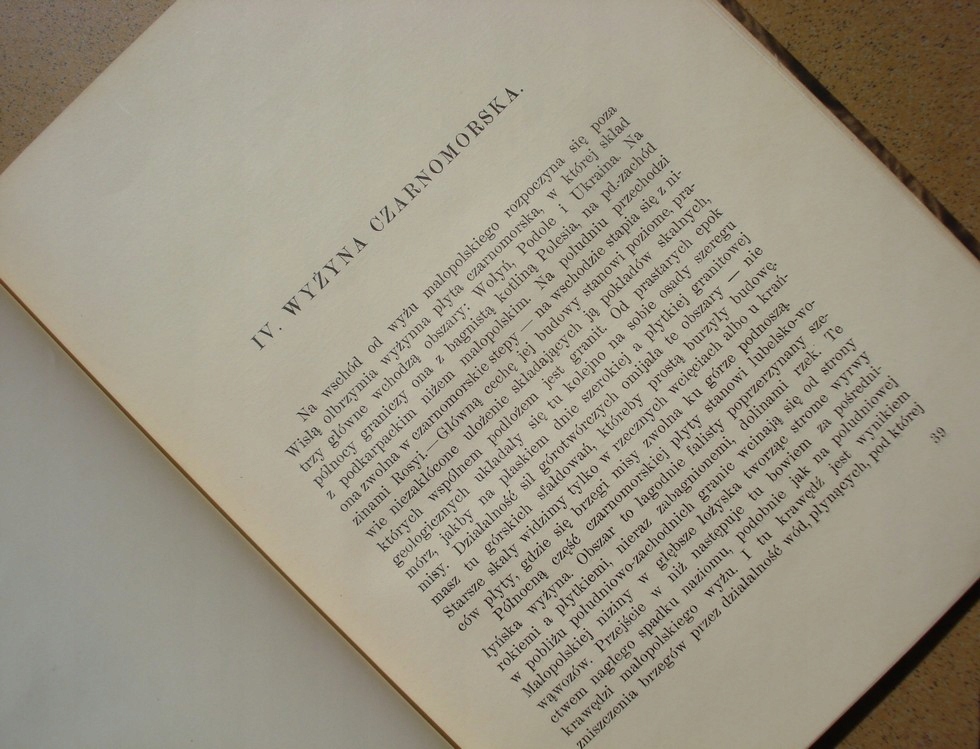 IV. WYŻYNA CZARNOMORSKA.
Na wschód od wyżu małopolskiego rozpoczyna się poza
Wisłą olbrzymia wyżynna płyta czarnomorska, w której skład
trzy główne wchodzą obszary: Wołyń, Podole i Ukraina. Na
północy graniczy ona z bagnistą kotliną Polesia, na pd.-zachód
z podkarpackim niżem małopolskim. Na południu przechodzi
ona zwolna w czarnomorskie stepy — na wschodzie stapia się z ni-
zinami Rosyi.—Główną cechę jej budowy stanowi poziome, pra-
wie niezakłócone ułożenie składających ją pokładów skalnych,
których wspólnem podłożem jest granit. Od prastarych epok
geologicznych układały się tu kolejno na sobie osady szeregu
mórz, jakby na płaskiem dnie szerokiej a płytkiej granitowej
misy. Działalność sił górotwórczych omijała te obszary — nie
masz tu górskich sfałdowań, któreby prostą burzyły budowę.
Starsze skały widzimy tylko w rzecznych wcięciach albo u krań-
ców płyty, gdzie się brzegi misy zwolna ku górze podnoszą.
Północną część czarnomorskiej płyty stanowi lubelsko-wo-
łyńska wyżyna. Obszar to łagodnie falisty poprzerzynany sze-
rokiemi a płytkiemi, nieraz zabagnionemi, dolinami rzek. Te
w pobliżu południowo-zachodnich granic wcinają się od strony
Małopolskiej niziny w głębsze łożyska tworząc strome wyrwy
wąwozów. Przejście w niż następuje tu bowiem za pośredni-
ctwem nagłego spadku naziomu, podobnie jak na południowej
krawędzi małopolskiego wyżu. I tu krawędź jest wynikiem
zniszczenia brzegów przez działalność wód, płynących, pod której
39